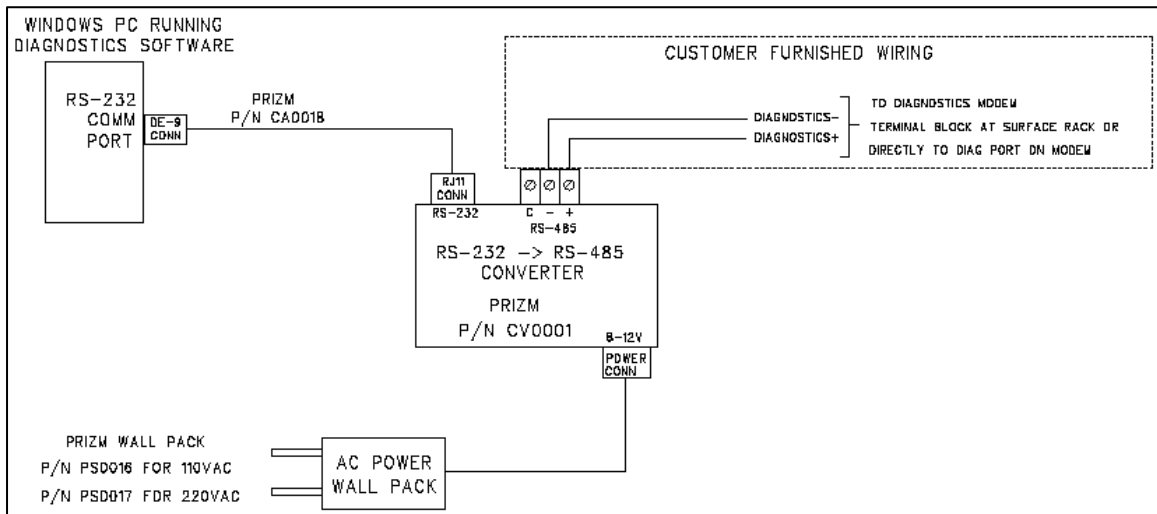 WINDOWS PC RUNNING
DIAGNOSTICS SOFTWARE
RS-232
COMM
PORT
DE-9
CONN
PRIZM
P/N CA0018
CUSTOMER FURNISHED WIRING
DIAGNOSTICS-
DIAGNOSTICS+
TO DIAGNOSTICS MODEM
TERMINAL BLOCK AT SURFACE RACK OR
DIRECTLY TO DIAG PORT ON MODEM
RJ11
CONN
RS-232
C - +
RS-485
RS-232 -> RS-485
CONVERTER
PRIZM
P/N CV0001
8-12V
POWER
CONN
PRIZM WALL PACK
P/N PS0016 FOR 110VAC
P/N PS0017 FOR 220VAC
AC POWER
WALL PACK